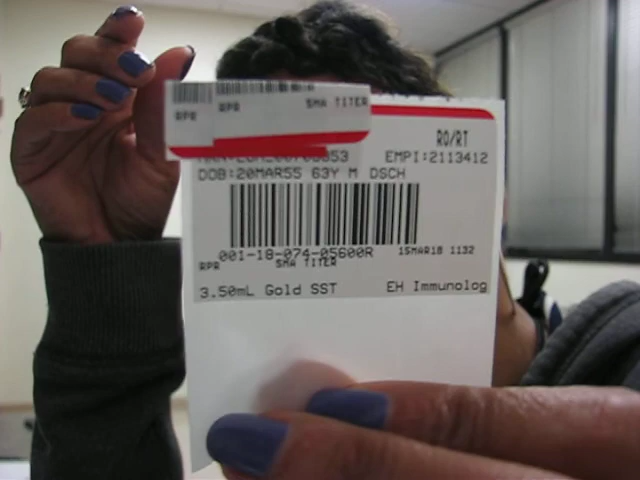 RPR
RPR SMA TITER
RO/RT
EMPI:2113412
DOB:20MAR55 63Y M DSCH
001-18-074-05600R 15MAR18 1132
RPR SMA TITER
3.50mL Gold SST EH Immunolog